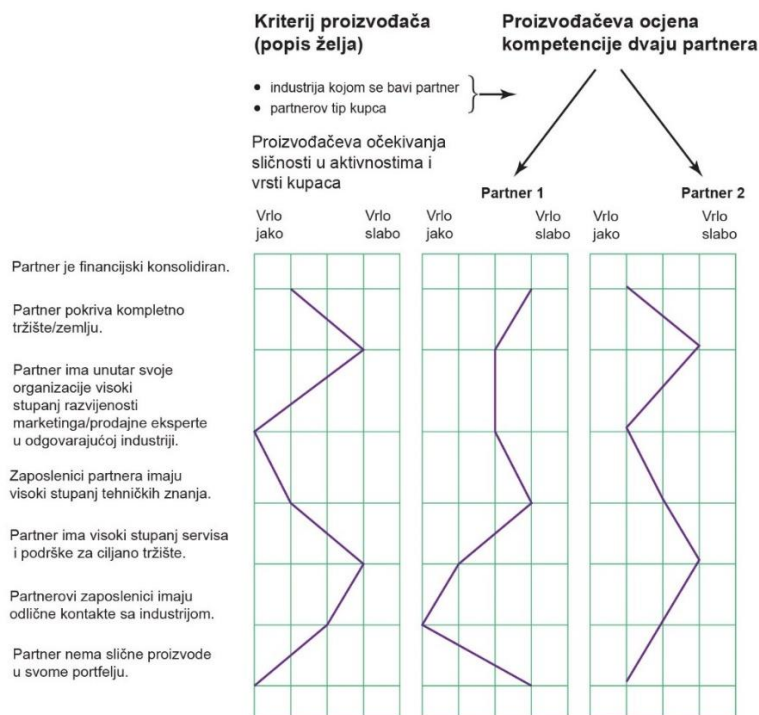 Kriterij proizvođača
(popis želja)
Proizvođačeva ocjena
kompetencije dvaju partnera
• industrija kojom se bavi partner
• partnerov tip kupca
Proizvođačeva očekivanja
sličnosti u aktivnostima i
vrsti kupaca
Partner 1
Partner 2
Vrlo
jako
Vrlo
slabo
Vrlo
jako
Vrlo
slabo
Vrlo
jako
Vrlo
slabo
Partner je financijski konsolidiran.
Partner pokriva kompletno
tržište/zemlju.
Partner ima unutar svoje
organizacije visoki
stupanj razvijenosti
marketinga/prodajne eksperte
u odgovarajućoj industriji.
Zaposlenici partnera imaju
visoki stupanj tehničkih znanja.
Partner ima visoki stupanj servisa
i podrške za ciljano tržište.
Partnerovi zaposlenici imaju
odlične kontakte sa industrijom.
Partner nema slične proizvode
u svome portfelju.